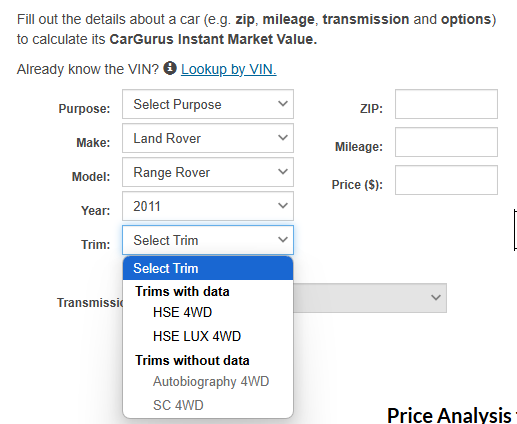 Fill out the details about a car (e.g. zip, mileage, transmission and options)
to calculate its CarGurus Instant Market Value.
Already know the VIN? Lookup by VIN.
Purpose: Select Purpose ZIP:
Make: Land Rover Mileage:
Model: Range Rover Price ($):
Year: 2011
Trim: Select Trim
Select Trim
Trims with data
Transmissi
HSE 4WD
HSE LUX 4WD
Trims without data
Autobiography 4WD
SC 4WD
Price Analysis